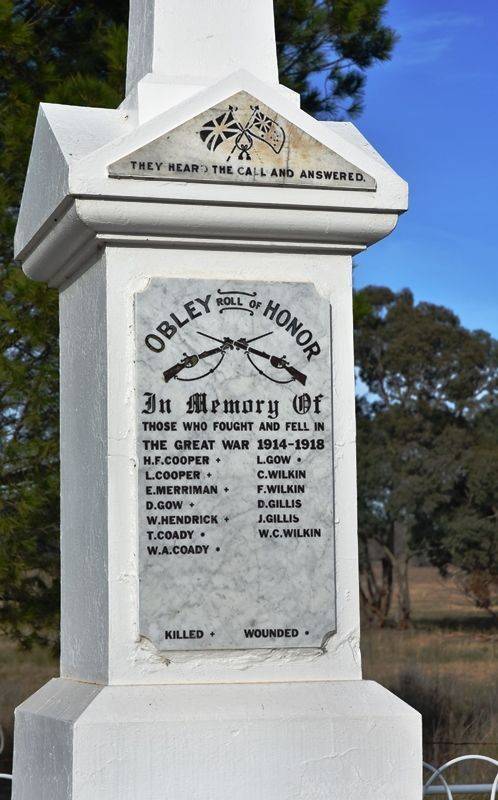 THEY HEARD THE CALL AND ANSWERED.
OBLEY ROLL OF HONOR
In Memory Of
THOSE WHO FOUGHT AND FELL IN
THE GREAT WAR 1914-1918
H.F.COOPER + L.GOW •
L.COOPER + C.WILKIN
E.MERRIMAN + F.WILKIN
D.GOW + D.GILLIS
W.HENDRICK + J.GILLIS
T.COADY • W.C.WILKIN
W.A.COADY •
KILLED + WOUNDED •